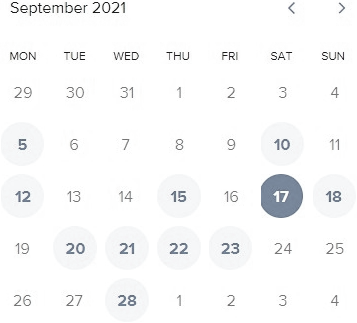 September 2021
MON TUE WED THU FRI SAT SUN
29 30 31 1 2 3 4
5 6 7 8 9 10 11
12 13 14 15 16 17 18
19 20 21 22 23 24 25
26 27 28 1 2 3 4